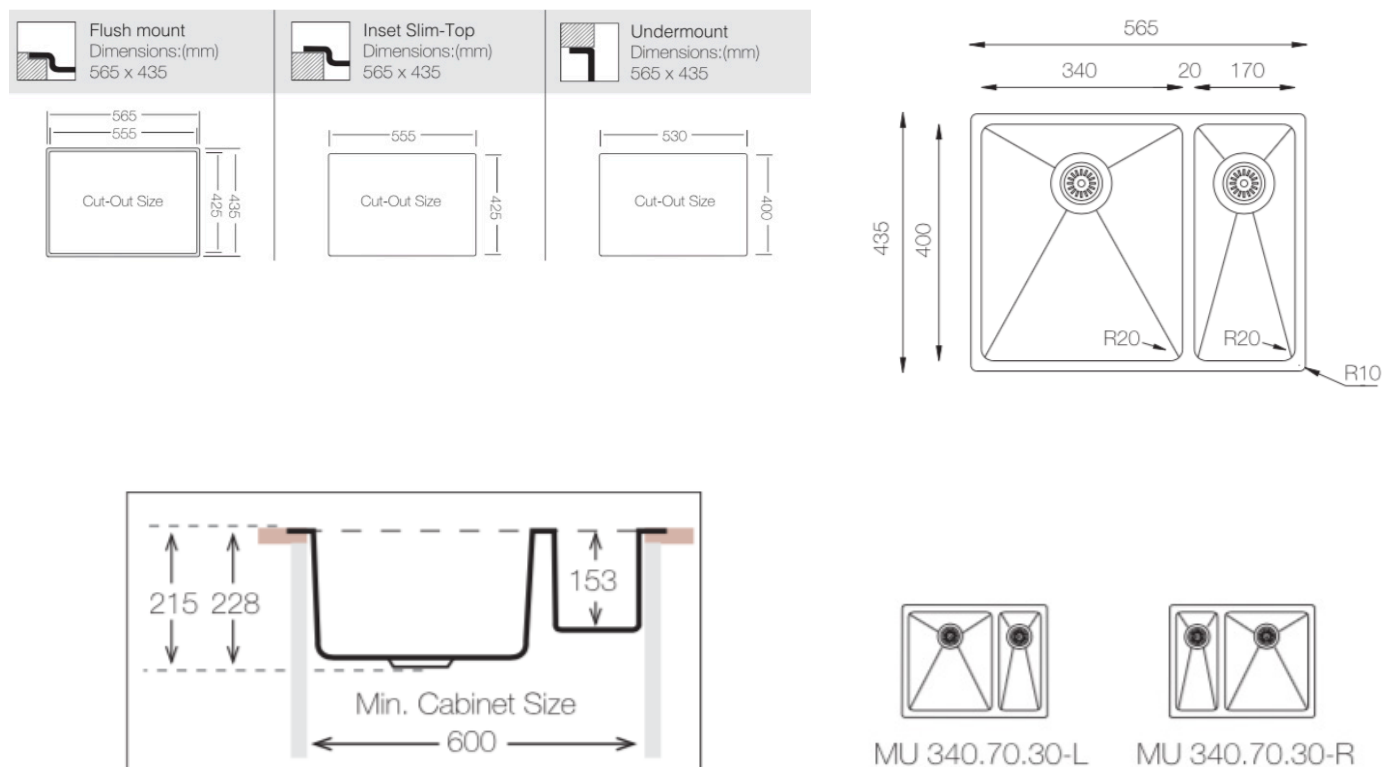 Flush mount
Dimensions:(mm)
565 x 435
Inset Slim-Top
Dimensions:(mm)
565 x 435
Undermount
Dimensions:(mm)
565 x 435
565
555
Cut-Out Size
425
435
555
Cut-Out Size
425
530
Cut-Out Size
400
565
340 20 170
435
400
R20
R20
R10
215 228
153
Min. Cabinet Size
600
MU 340.70.30-L
MU 340.70.30-R